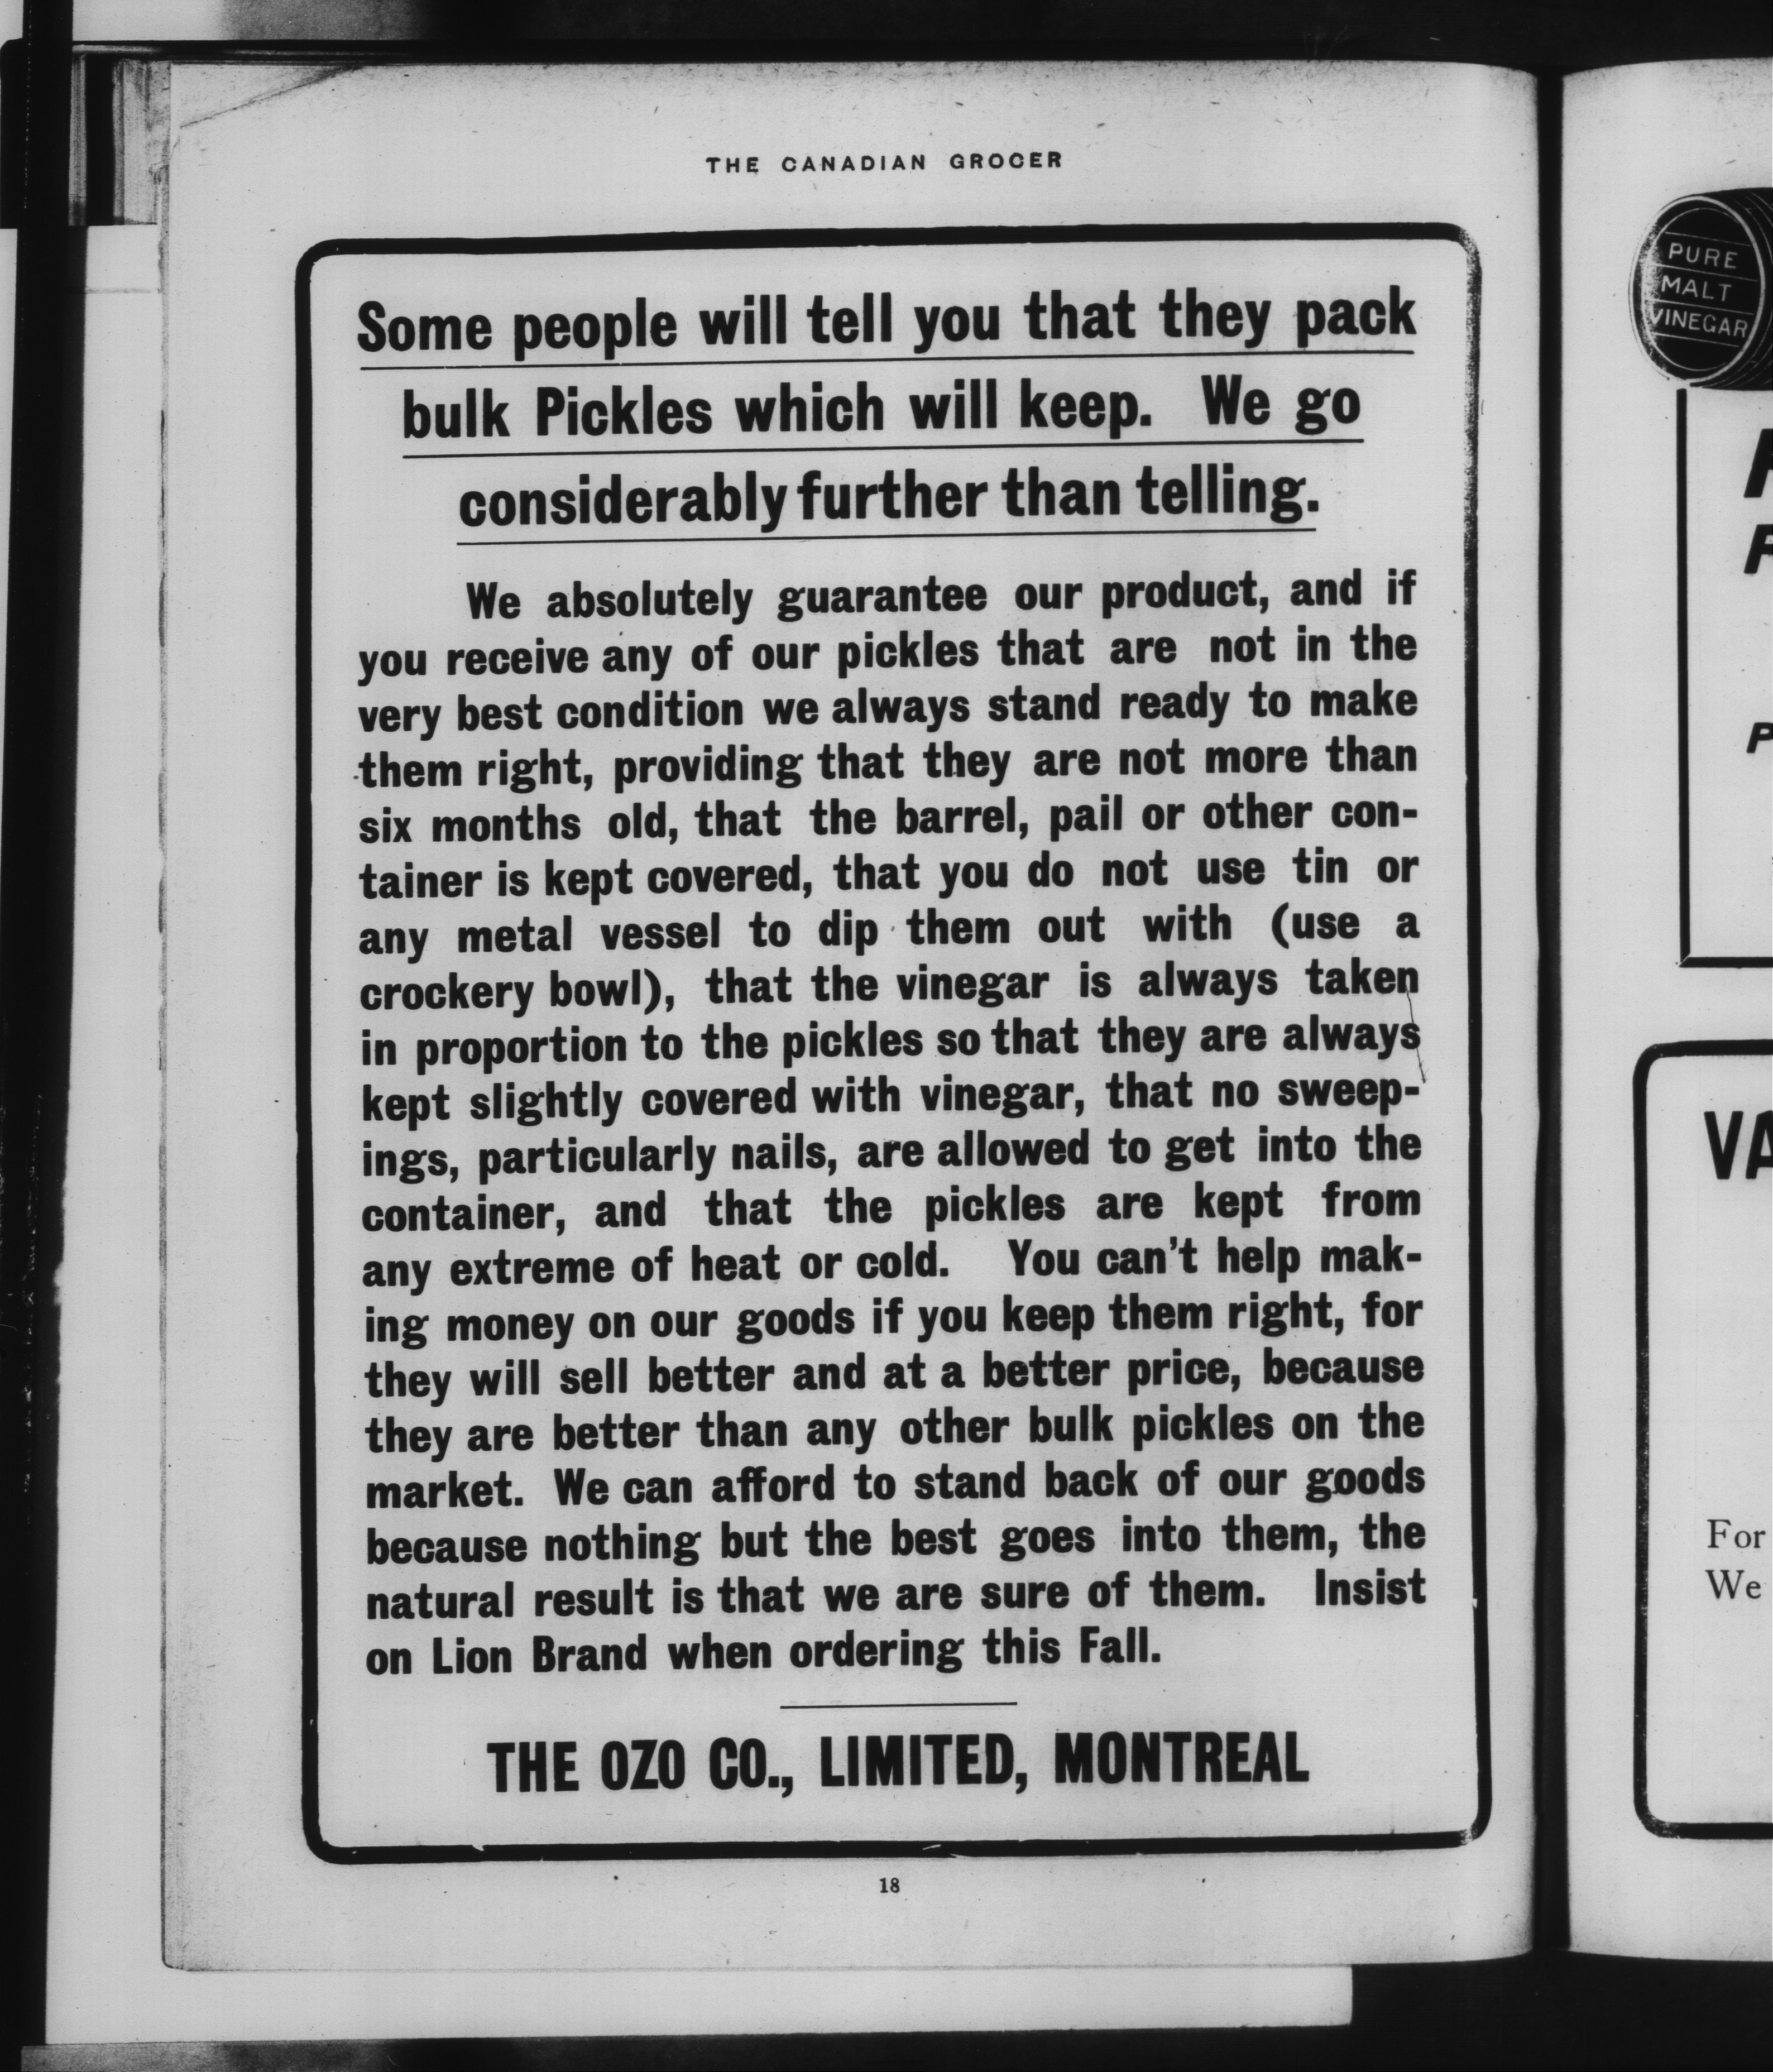 THE CANADIAN GROCER
Some people will tell you that they pack
bulk Pickles which will keep. We go
considerably further than telling.
We absolutely guarantee our product, and if
you receive any of our pickles that are not in the
very best condition we always stand ready to make
them right, providing that they are not more than
six months old, that the barrel, pail or other con-
tainer is kept covered, that you do not use tin or
any metal vessel to dip them out with (use a
crockery bowl), that the vinegar is always taken
in proportion to the pickles so that they are always
kept slightly covered with vinegar, that no sweep-
ings, particularly nails, are allowed to get into the
container, and that the pickles are kept from
any extreme of heat or cold. You can't help mak-
ing money on our goods if you keep them right, for
they will sell better and at a better price, because
they are better than any other bulk pickles on the
market. We can afford to stand back of our goods
because nothing but the best goes into them, the
natural result is that we are sure of them. Insist
on Lion Brand when ordering this Fall.
THE OZO CO., LIMITED, MONTREAL
18
PURE
MALT
VINEGAR
For
We